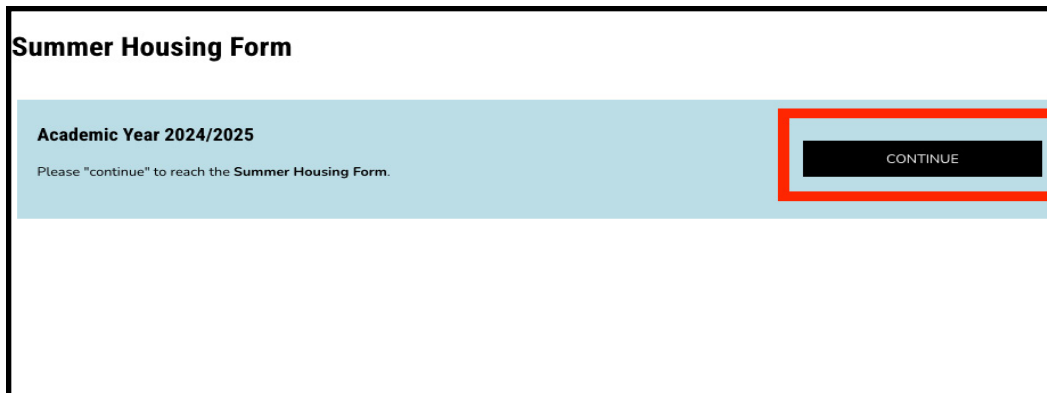 Summer Housing Form
Academic Year 2024/2025
Please "continue" to reach the Summer Housing Form.
CONTINUE